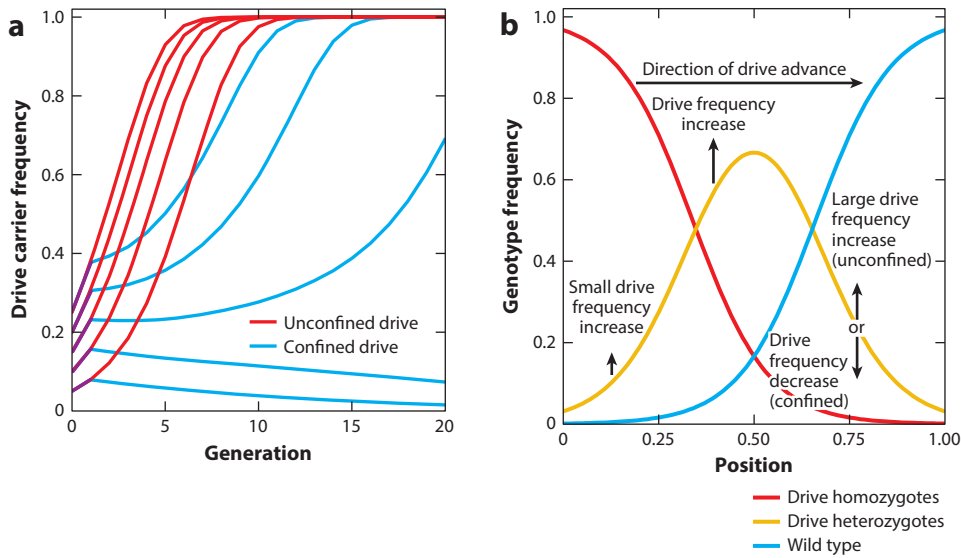 a
1.0
0.8
0.6
0.4
0.2
0
Drive carrier frequency
0 5 10 15 20
Generation
Unconfined drive
Confined drive
b
1.0
0.8
0.6
0.4
0.2
0
Genotype frequency
Direction of drive advance
Drive frequency
increase
Large drive
frequency
increase
(unconfined)
Small drive
frequency
increase
or
Drive
frequency
decrease
(confined)
0 0.25 0.50 0.75 1.00
Position
Drive homozygotes
Drive heterozygotes
Wild type